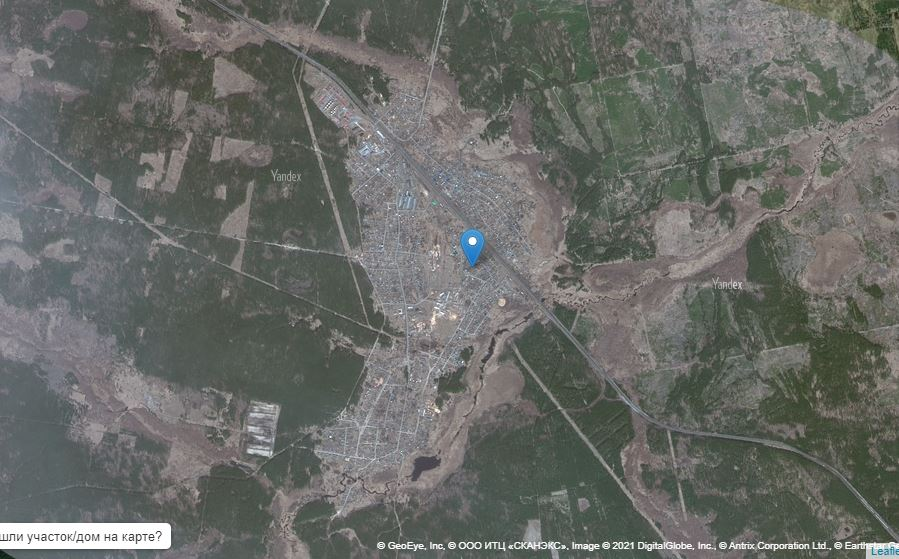 Yandex
Yandex
шли участок/дом на карте?
© GeoEye, Inc, © ООО ИТЦ «СКАНЭКС», Image © 2021 DigitalGlobe, Inc., © Antrix Corporation Ltd., © Earthstar G
Leafle